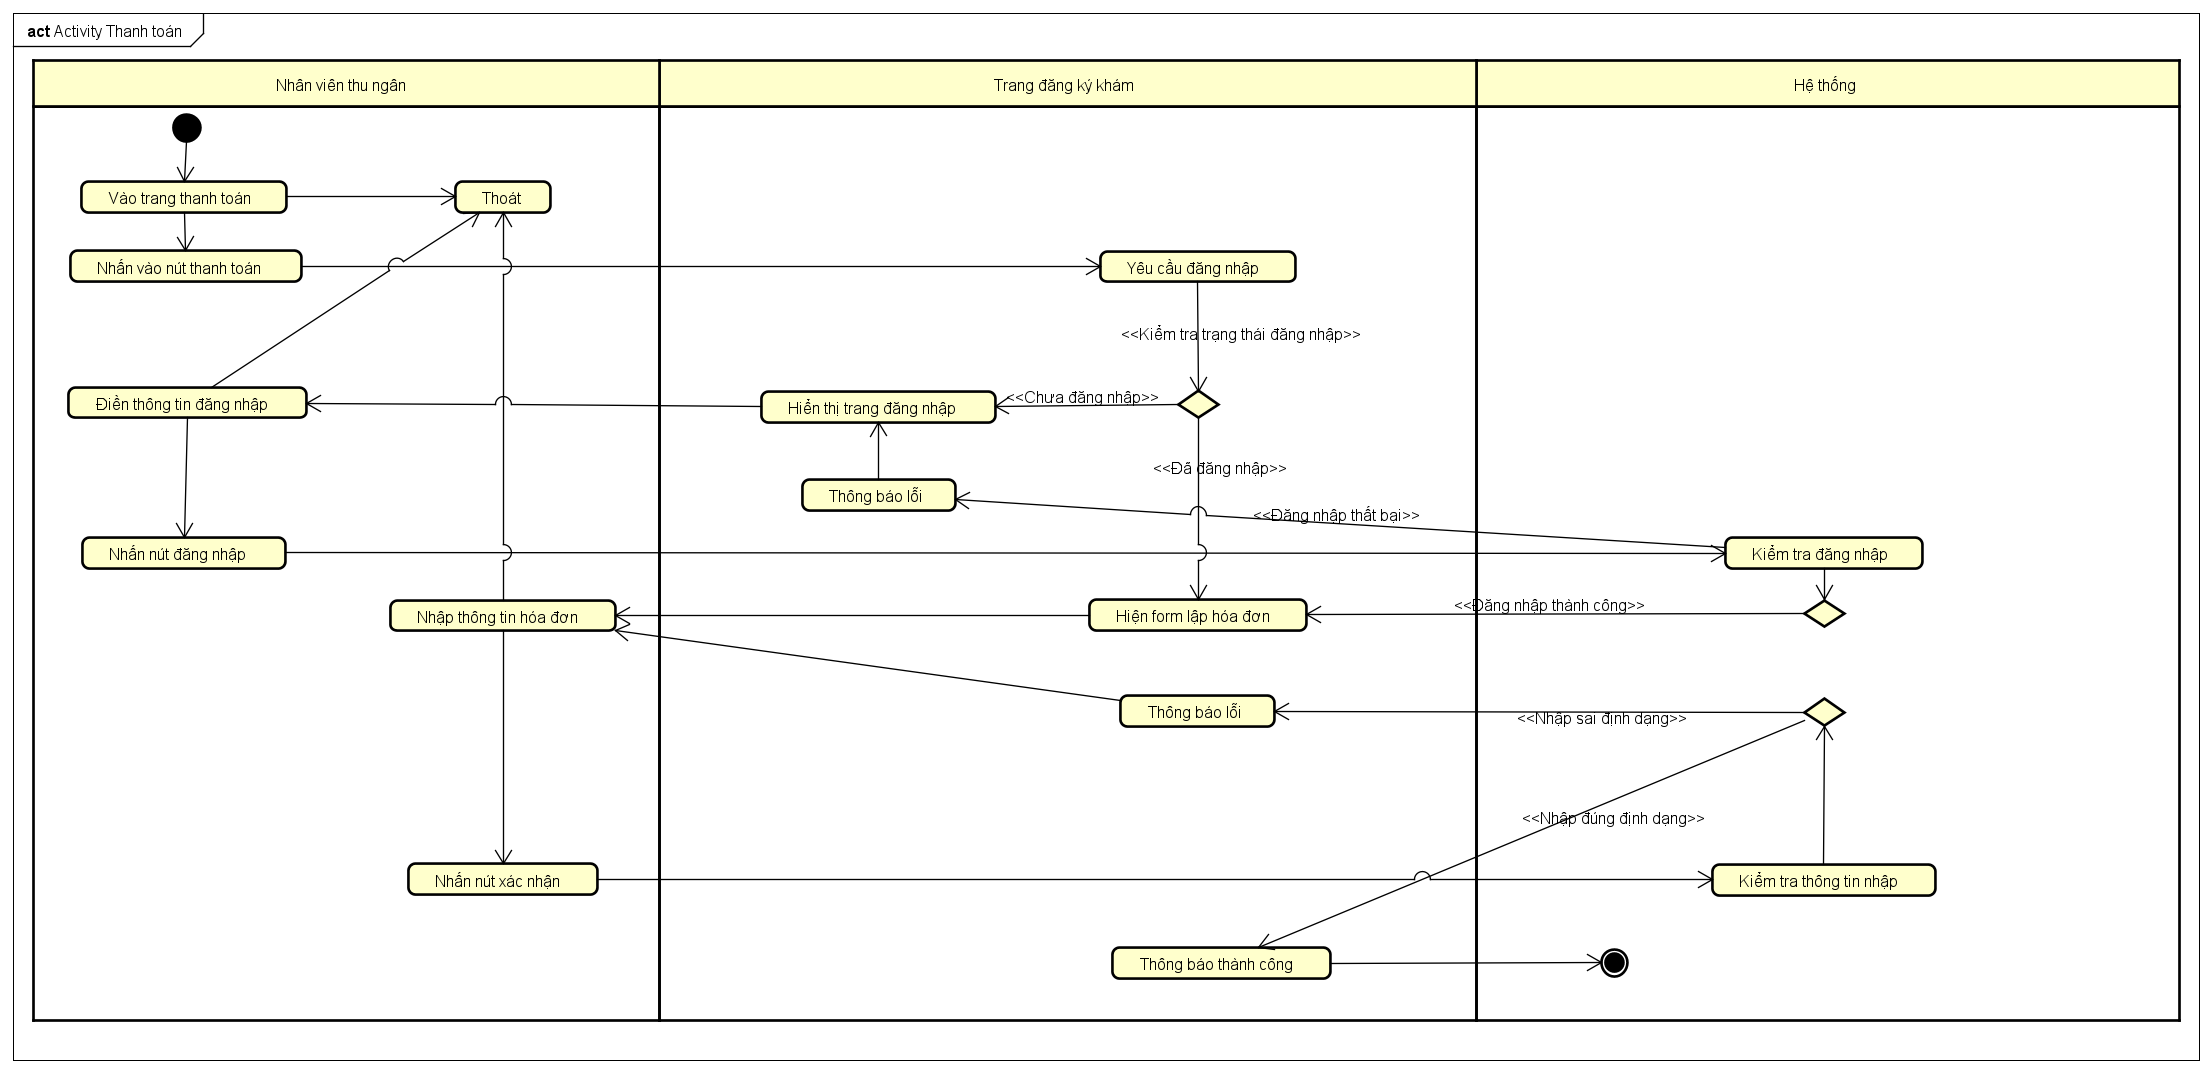 act Activity Thanh toán
Nhân viên thu ngân
Trang đăng ký khám
Hệ thống
Vào trang thanh toán
Thoát
Nhấn vào nút thanh toán
Yêu cầu đăng nhập
<<Kiểm tra trạng thái đăng nhập>>
Điền thông tin đăng nhập
Hiển thị trang đăng nhập
<<Chưa đăng nhập>>
<<Đã đăng nhập>>
Thông báo lỗi
<<Đăng nhập thất bại>>
Nhấn nút đăng nhập
Kiểm tra đăng nhập
Nhập thông tin hóa đơn
Hiện form lập hóa đơn
<<Đăng nhập thành công>>
Thông báo lỗi
<<Nhập sai định dạng>>
<<Nhập đúng định dạng>>
Nhấn nút xác nhận
Kiểm tra thông tin nhập
Thông báo thành công